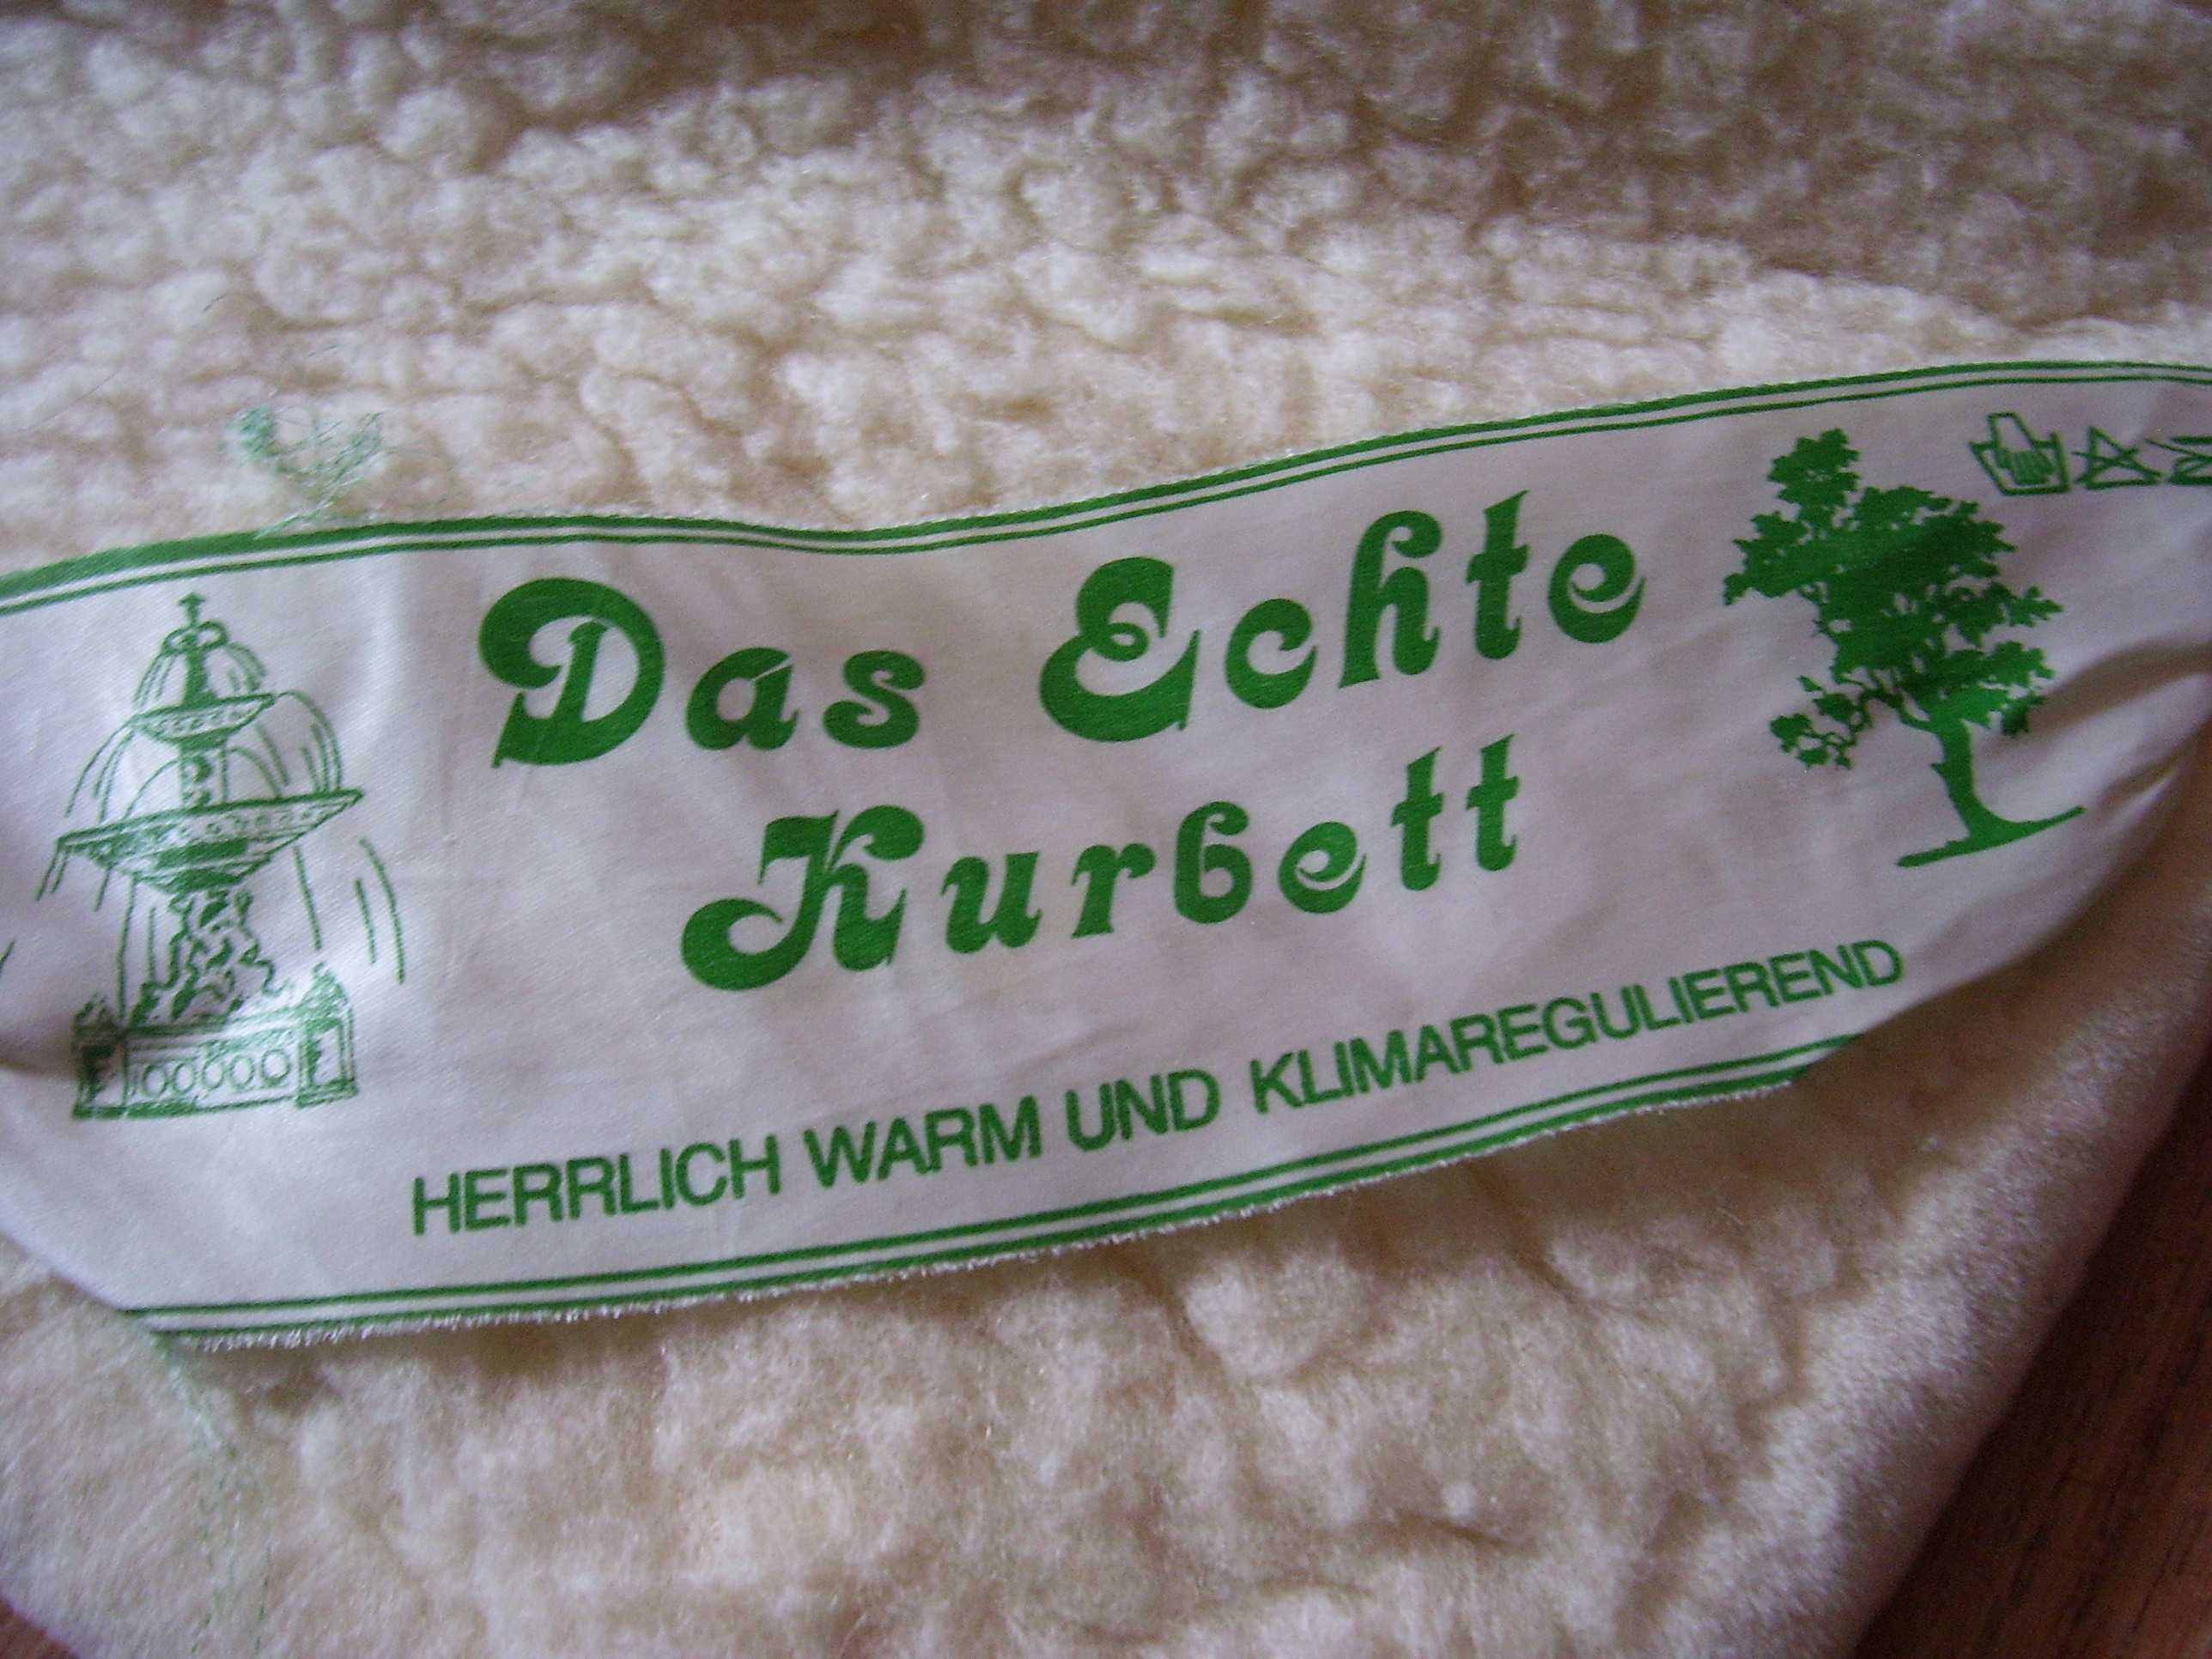 Das Echte
Kurbett
HERRLICH WARM UND KLIMAREGULIEREND